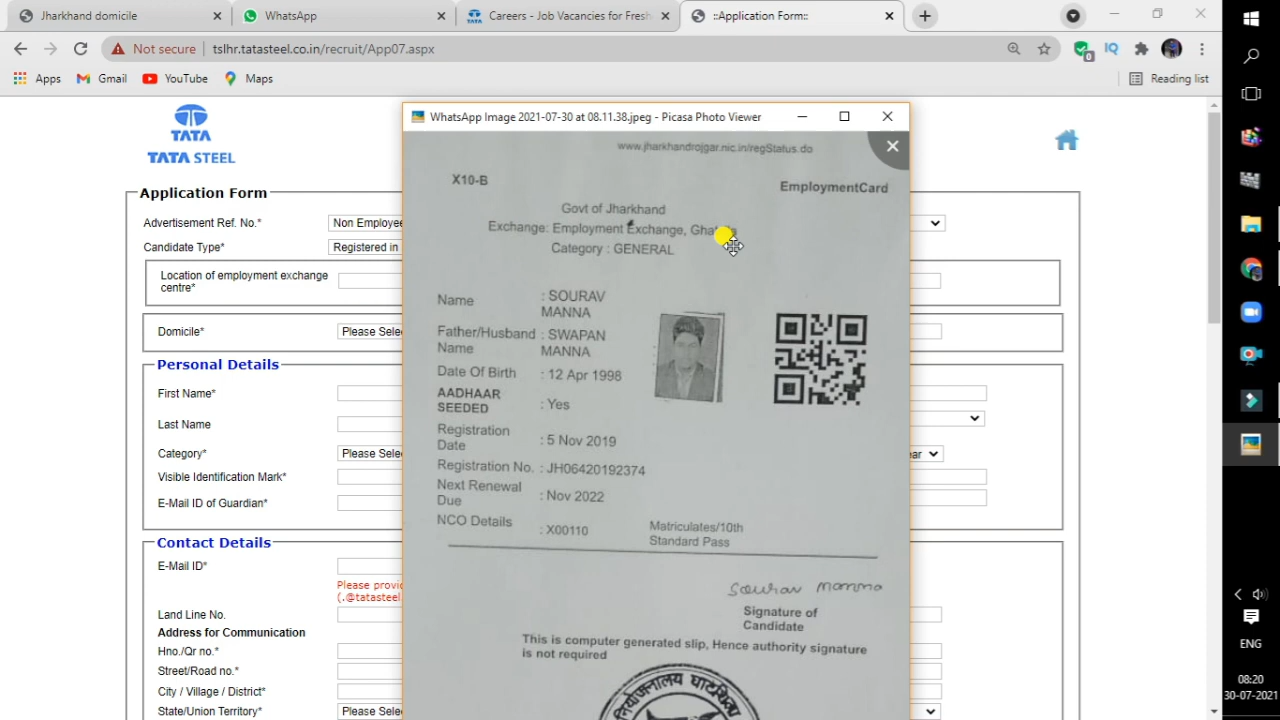 Jharkhand domicile
WhatsApp
Careers - Job Vacancies for Fresh
::Application Form::
Not secure
tslhr.tatasteel.co.in/recruit/App07.aspx
Apps
Gmail
YouTube
Maps
Reading list
TATA
TATA STEEL
WhatsApp Image 2021-07-30 at 08.11.38.jpeg - Picasa Photo Viewer
www.jharkhandrojgar.nic.in/regStatus.do
X10-B
EmploymentCard
Govt of Jharkhand
Exchange: Employment Exchange,
Category : GENERAL
Name : SOURAV
MANNA
Father/Husband : SWAPAN
Name MANNA
Date Of Birth : 12 Apr 1998
AADHAAR
SEEDED : Yes
Registration
Date : 5 Nov 2019
Registration No. : JH06420192374
Next Renewal
Due : Nov 2022
NCO Details : X00110
Matriculates/10th
Standard Pass
Sourav Manna
Signature of
Candidate
This is computer generated slip, Hence authority signature
is not required
नियोजनालय घाटशिला
Application Form
Advertisement Ref. No.* Non Employee
Candidate Type* Registered in
Location of employment exchange
centre*
Domicile* Please Sele
Personal Details
First Name*
Last Name
Category* Please Sele
Visible Identification Mark*
E-Mail ID of Guardian*
Contact Details
E-Mail ID*
Please provid
(.@tatasteel.
Land Line No.
Address for Communication
Hno./Qr no.*
Street/Road no.*
City / Village / District*
State/Union Territory* Please Sele
ENG
08:20
30-07-2021